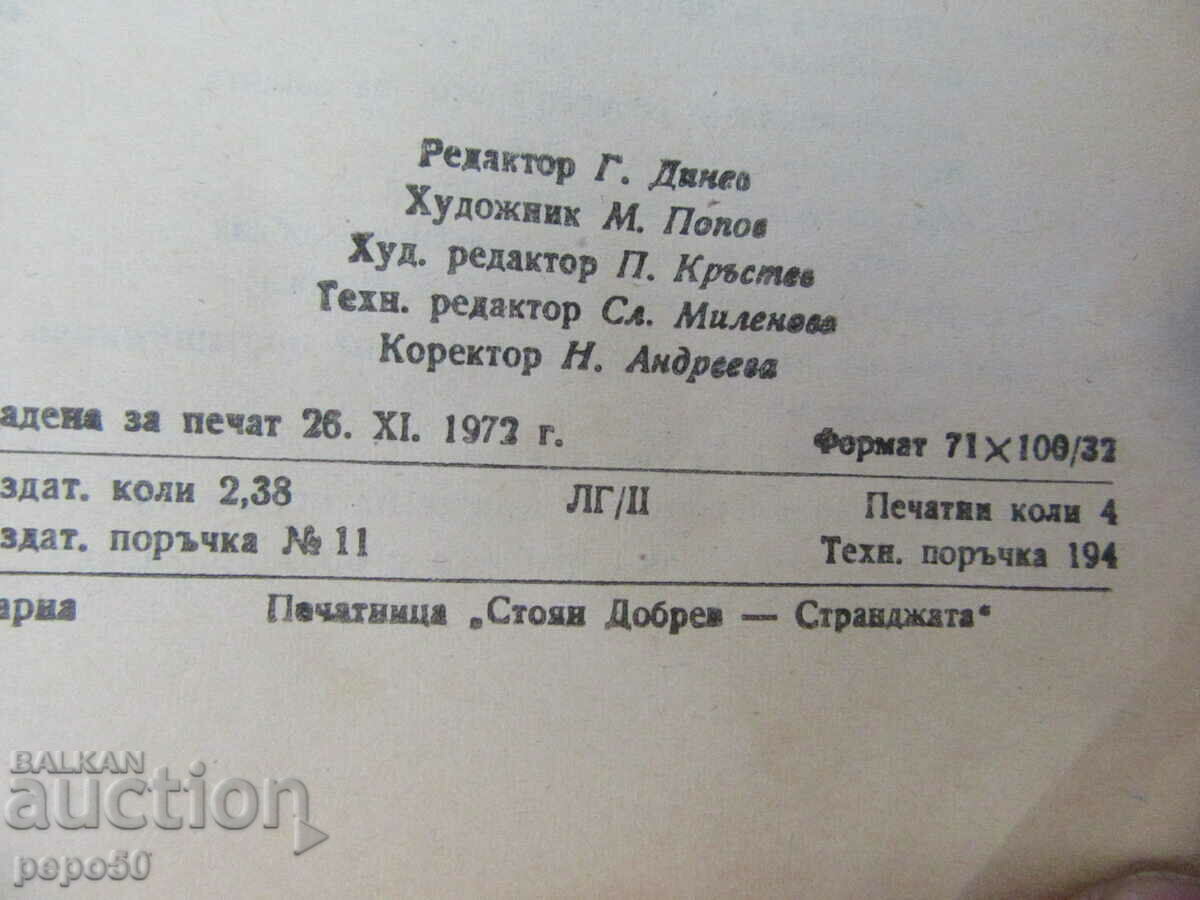 Редактор Г. Динев
Художник М. Попов
Худ. редактор П. Кръстев
Техн. редактор Сл. Миленова
Коректор Н. Андреева
адена за печат 26. XI. 1972 г. Формат 71×100/32
здат. коли 2,38 ЛГ/II Печатни коли 4
здат. поръчка № 11 Техн. поръчка 194
арна Печатница „Стоян Добрев — Странджата“
BALKAN
auction
pepo50